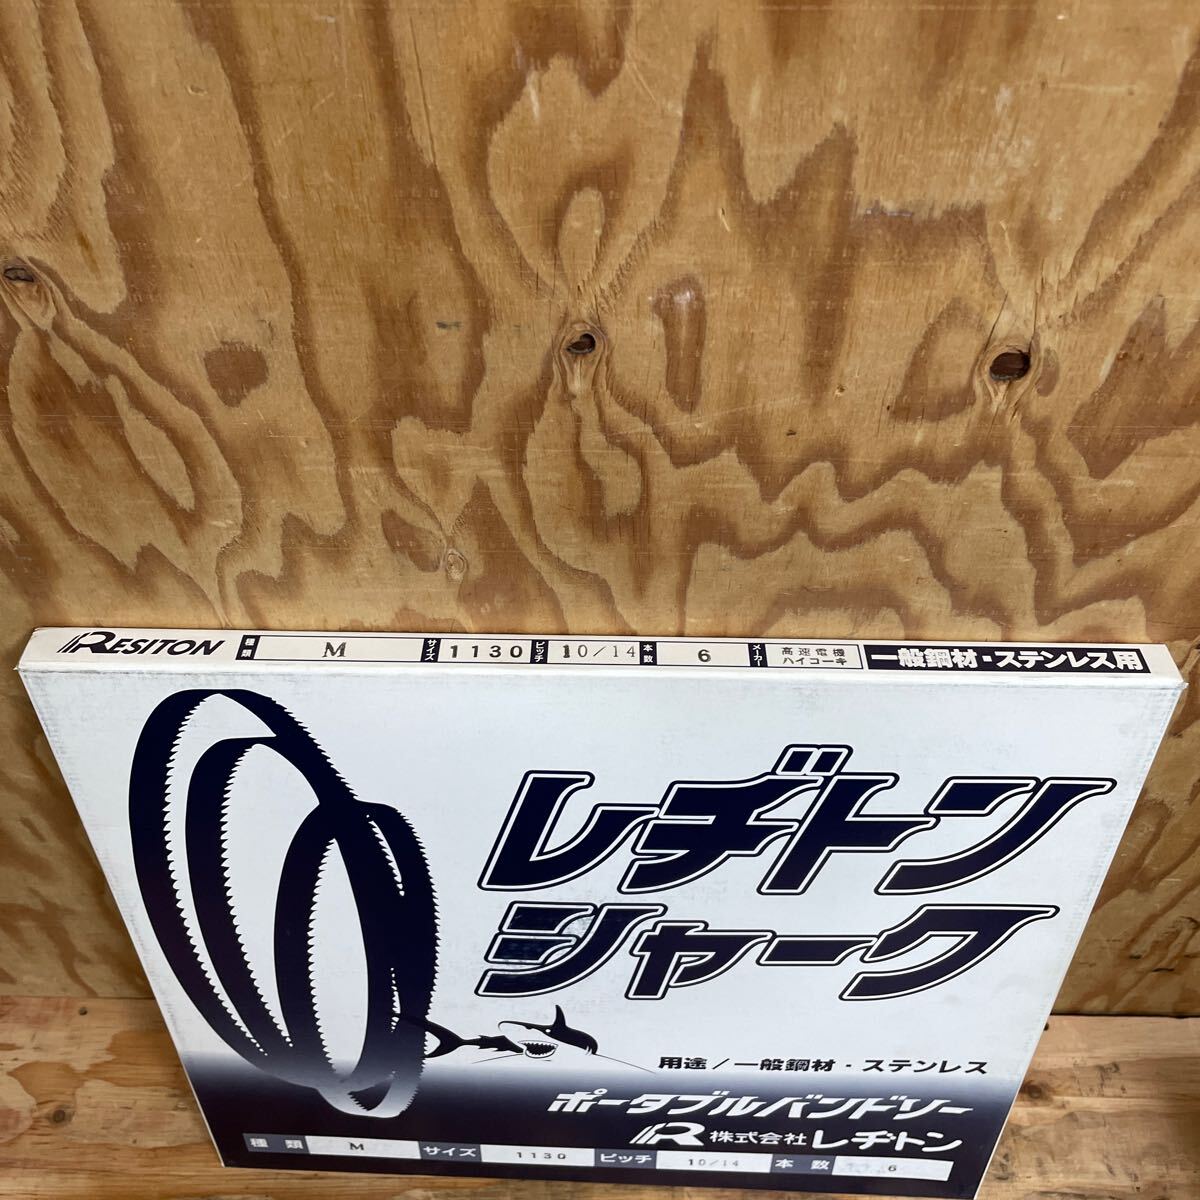 RESITON 種類 M サイズ 1130 ピッチ 10/14 本数 6 メーカー 高速電機 ハイコーキ 一般鋼材・ステンレス用
レヂトン
シャーク
用途/一般鋼材・ステンレス
ポータブルバンドソー
R 株式会社レヂトン
種類 M サイズ 1130 ピッチ 10/14 本数 6